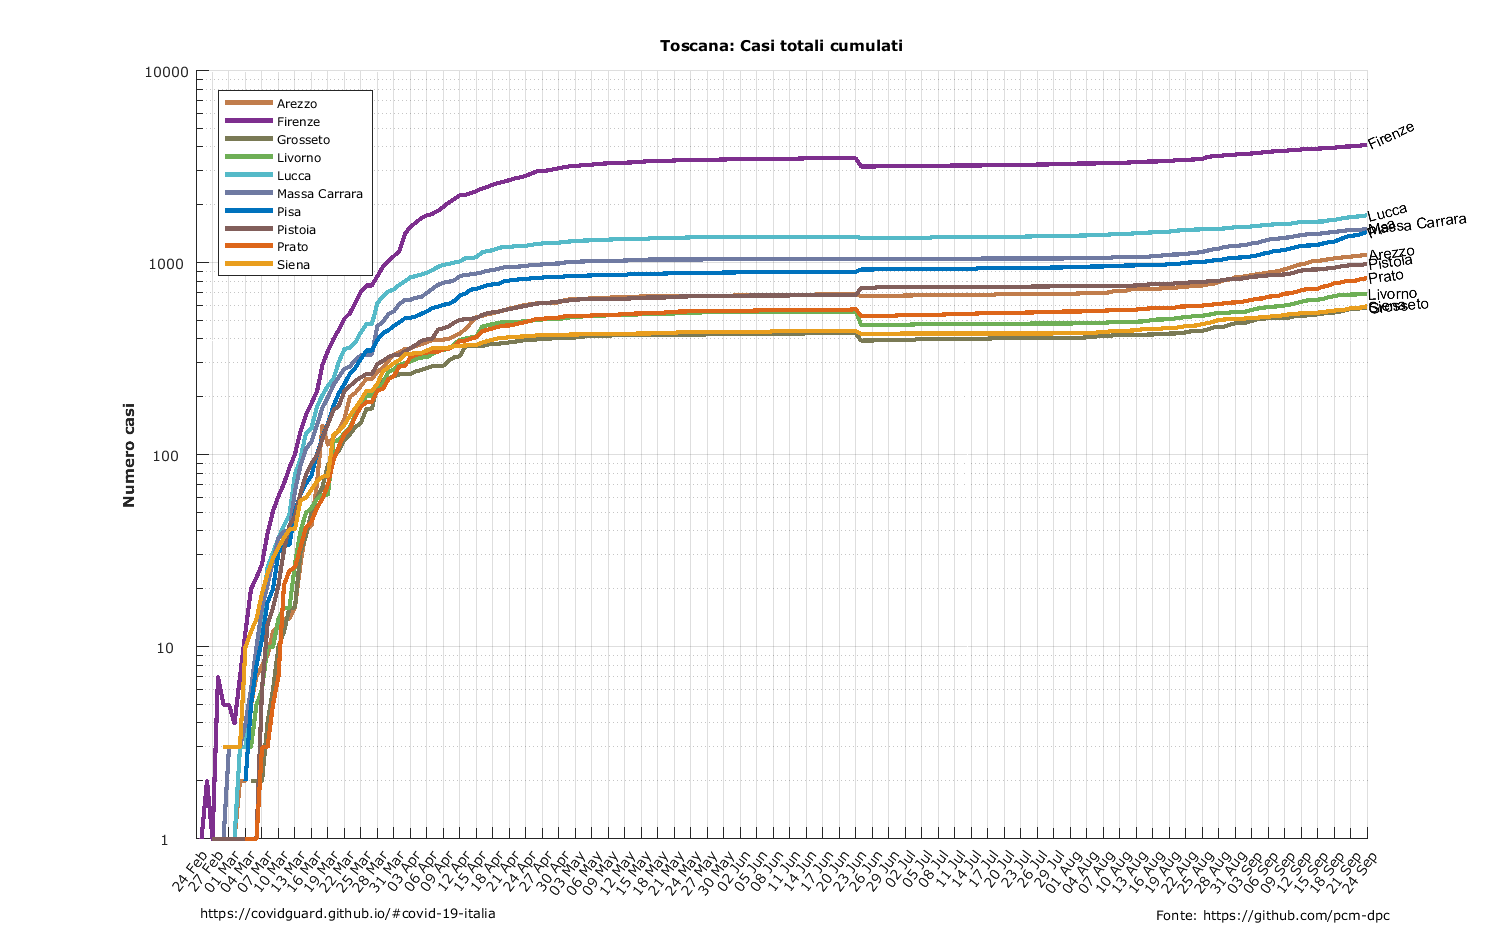 Toscana: Casi totali cumulati
Numero casi
10000
1000
100
10
1
Arezzo
Firenze
Grosseto
Livorno
Lucca
Massa Carrara
Pisa
Pistoia
Prato
Siena
Firenze
Lucca
Massa Carrara
Pisa
Arezzo
Pistoia
Prato
Livorno
Siena
Grosseto
24 Feb
27 Feb
01 Mar
04 Mar
07 Mar
10 Mar
13 Mar
16 Mar
19 Mar
22 Mar
25 Mar
28 Mar
31 Mar
03 Apr
06 Apr
09 Apr
12 Apr
15 Apr
18 Apr
21 Apr
24 Apr
27 Apr
30 Apr
03 May
06 May
09 May
12 May
15 May
18 May
21 May
24 May
27 May
30 May
02 Jun
05 Jun
08 Jun
11 Jun
14 Jun
17 Jun
20 Jun
23 Jun
26 Jun
29 Jun
02 Jul
05 Jul
08 Jul
11 Jul
14 Jul
17 Jul
20 Jul
23 Jul
26 Jul
29 Jul
01 Aug
04 Aug
07 Aug
10 Aug
13 Aug
16 Aug
19 Aug
22 Aug
25 Aug
28 Aug
31 Aug
03 Sep
06 Sep
09 Sep
12 Sep
15 Sep
18 Sep
21 Sep
24 Sep
https://covidguard.github.io/#covid-19-italia
Fonte: https://github.com/pcm-dpc